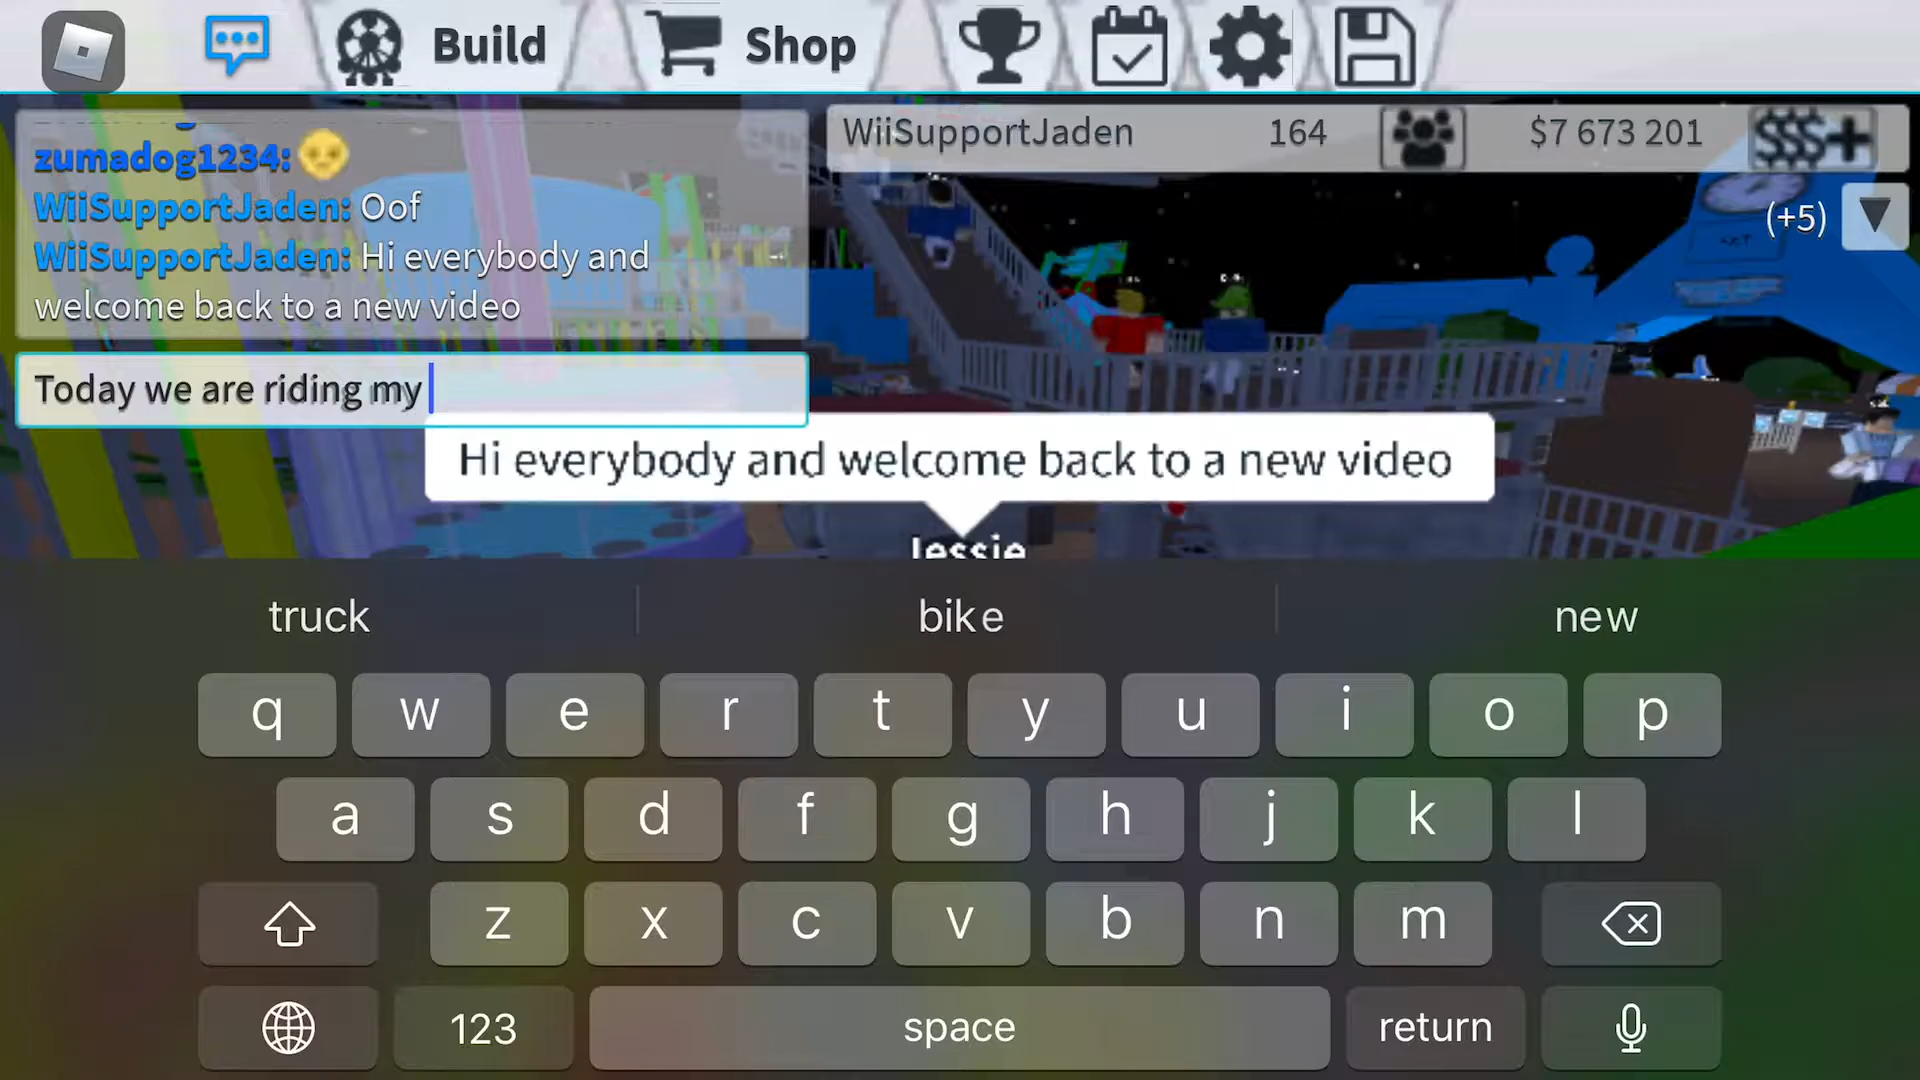 Build
Shop
zumadog1234:
WiiSupportJaden: Oof
WiiSupportJaden: Hi everybody and
welcome back to a new video
WiiSupportJaden 164 $7 673 201 $$$+
(+5)
Today we are riding my
Hi everybody and welcome back to a new video
Jessie
truck bike new
q w e r t y u i o p
a s d f g h j k l
z x c v b n m
123 space return